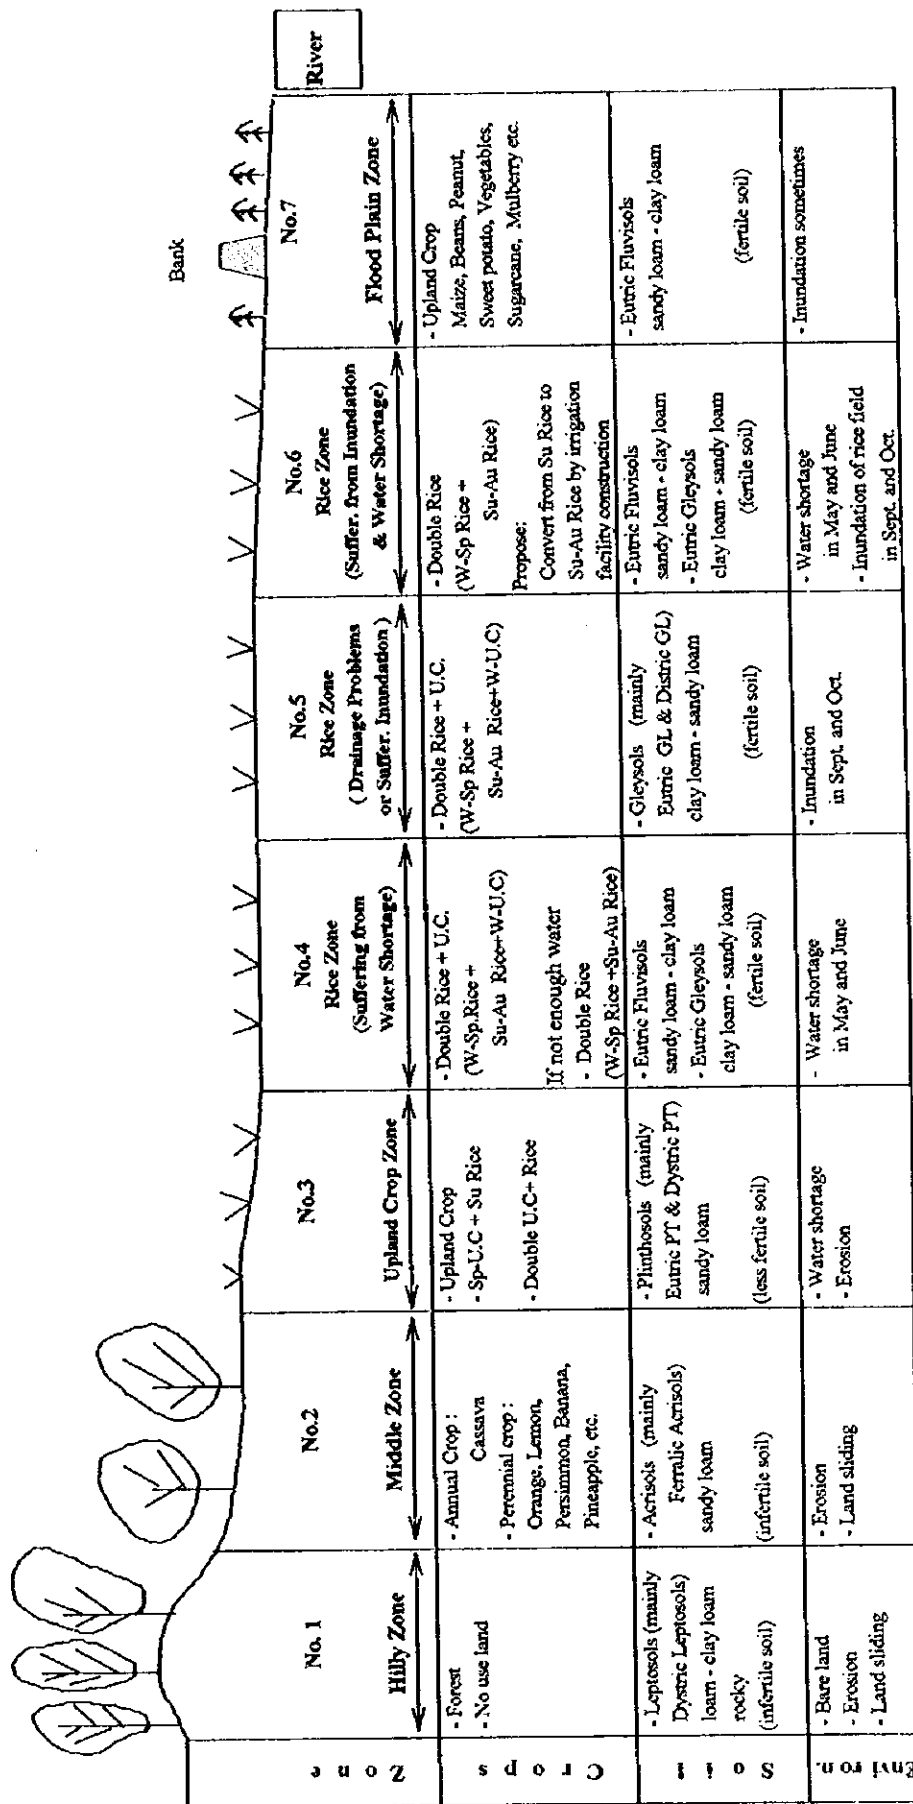 Bank
River
Zone
No. 1
Hilly Zone
No.2
Middle Zone
No.3
Upland Crop Zone
No.4
Rice Zone
(Suffering from
Water Shortage)
No.5
Rice Zone
( Drainage Problems
or Suffer. Inundation )
No.6
Rice Zone
(Suffer. from Inundation
& Water Shortage)
No.7
Flood Plain Zone
Crops
- Forest
- No use land
- Annual Crop :
Cassava
- Perennial crop :
Orange, Lemon,
Persimmon, Banana,
Pineapple, etc.
- Upland Crop
- Sp-U.C + Su Rice
- Double U.C+ Rice
- Double Rice + U.C.
(W-Sp.Rice +
Su-Au Rice+W-U.C)
If not enough water
- Double Rice
(W-Sp Rice +Su-Au Rice)
- Double Rice + U.C.
(W-Sp Rice +
Su-Au Rice+W-U.C)
- Double Rice
(W-Sp Rice +
Su-Au Rice)
Propose:
Convert from Su Rice to
Su-Au Rice by irrigation
facility construction
- Upland Crop
Maize, Beans, Peanut,
Sweet potato, Vegetables,
Sugarcane, Mulberry etc.
Soil
- Leptosols (mainly
Dystric Leptosols)
loam - clay loam
rocky
(infertile soil)
- Acrisols (mainly
Ferralic Acrisols)
sandy loam
(infertile soil)
- Plinthosols (mainly
Eutric PT & Dystric PT)
sandy loam
(less fertile soil)
- Eutric Fluvisols
sandy loam - clay loam
- Eutric Gleysols
clay loam - sandy loam
(fertile soil)
- Gleysols (mainly
Eutric GL & Distric GL)
clay loam - sandy loam
(fertile soil)
- Eutric Fluvisols
sandy loam - clay loam
- Eutric Gleysols
clay loam - sandy loam
(fertile soil)
- Eutric Fluvisols
sandy loam - clay loam
(fertile soil)
Environ.
- Bare land
- Erosion
- Land sliding
- Erosion
- Land sliding
- Water shortage
- Erosion
- Water shortage
in May and June
- Inundation
in Sept. and Oct.
- Water shortage
in May and June
- Inundation of rice field
in Sept. and Oct.
- Inundation sometimes